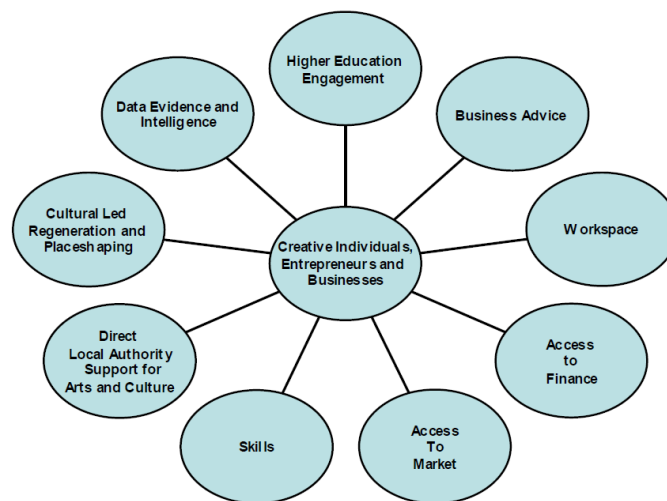 Higher Education
Engagement
Data Evidence and
Intelligence
Business Advice
Cultural Led
Regeneration and
Placeshaping
Creative Individuals,
Entrepreneurs and
Businesses
Workspace
Direct
Local Authority
Support for
Arts and Culture
Access
to
Finance
Skills
Access
To
Market